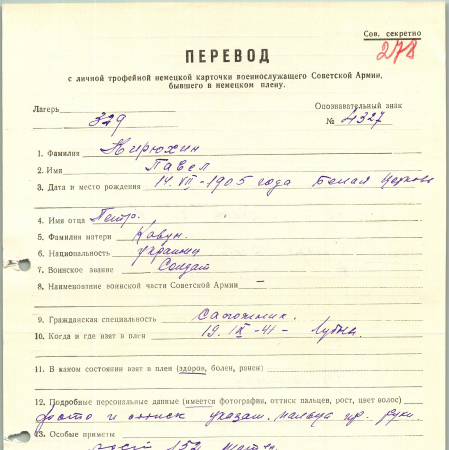 Сов. секретно
278
ПЕРЕВОД
с личной трофейной немецкой карточки военнослужащего Советской Армии,
бывшего в немецком плену.
Лагерь 329
Опознавательный знак
№ 4327
1. Фамилия Нирюхин
2. Имя Павел
3. Дата и место рождения 14.VII-1905 года Белая Церковь
4. Имя отца Петр.
5. Фамилия матери Ковун.
6. Национальность украинец
7. Воинское звание Солдат
8. Наименование воинской части Советской Армии —
9. Гражданская специальность сапожник.
10. Когда и где взят в плен 19.IX-41 - Лубны.
11. В каком состоянии взят в плен (здоров, болен, ранен)
12. Подробные персональные данные (имеется фотография, оттиск пальцев, рост, цвет волос)
фото и оттиск указат. пальца пр. руки.
13. Особые приметы
рост 152